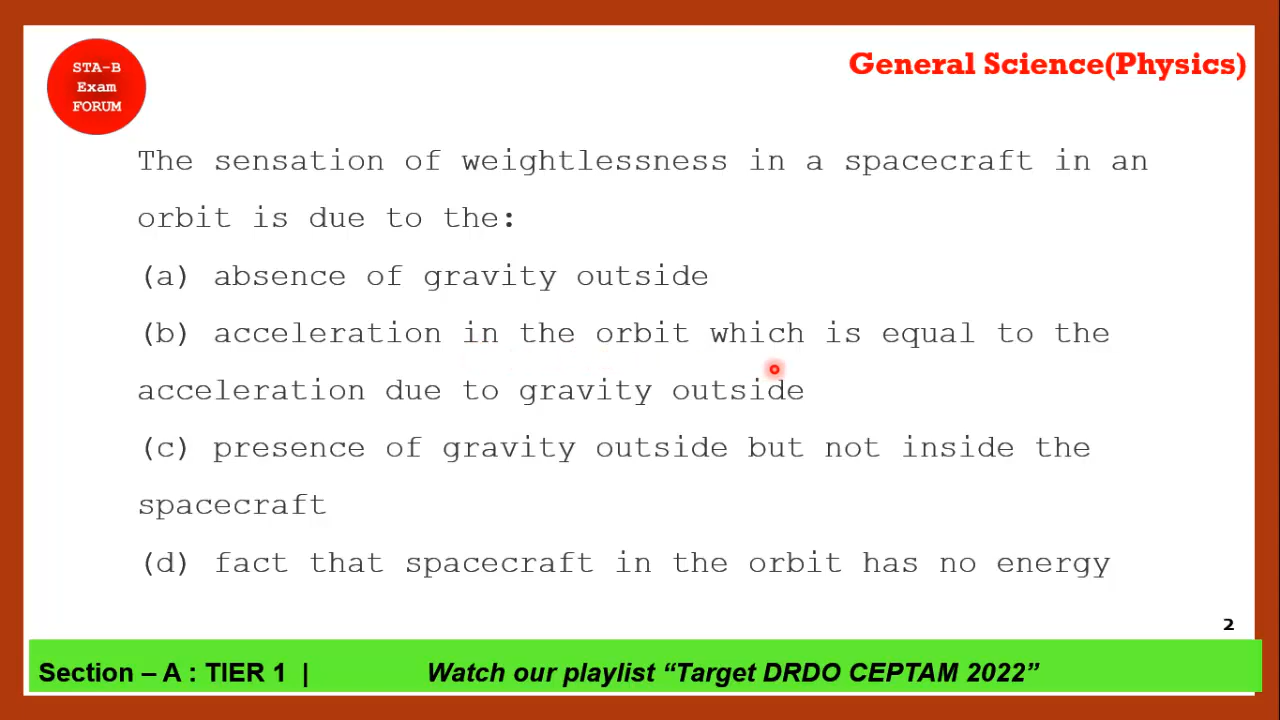 STA-B
Exam
FORUM
General Science(Physics)
The sensation of weightlessness in a spacecraft in an
orbit is due to the:
(a) absence of gravity outside
(b) acceleration in the orbit which is equal to the
acceleration due to gravity outside
(c) presence of gravity outside but not inside the
spacecraft
(d) fact that spacecraft in the orbit has no energy
2
Section – A : TIER 1 | Watch our playlist “Target DRDO CEPTAM 2022”